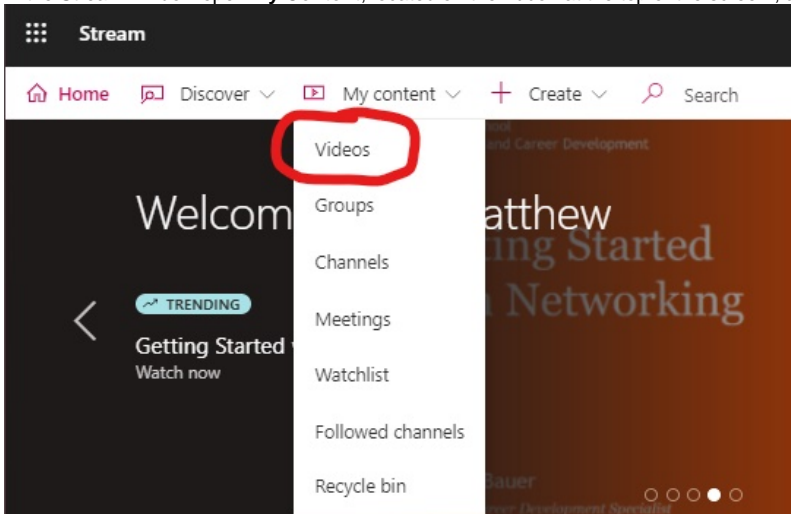 Stream
Home Discover My content Create Search
Videos
and Career Development
Welcom atthew
Groups
ing Started
Channels
TRENDING
Networking
Meetings
Getting Started
Watch now
Watchlist
Followed channels
Recycle bin
Bauer
Career Development Specialist